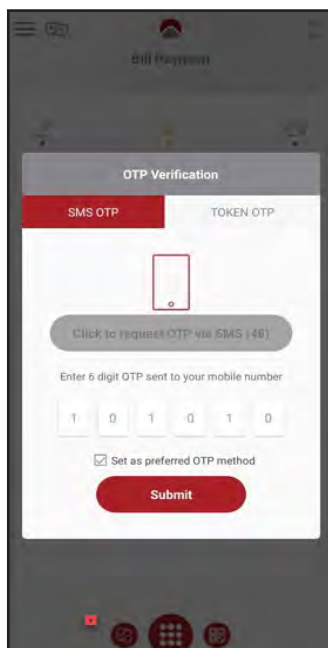 Bill Payment
OTP Verification
SMS OTP
TOKEN OTP
Click to request OTP via SMS (46)
Enter 6 digit OTP sent to your mobile number
1 0 1 0 1 0
Set as preferred OTP method
Submit